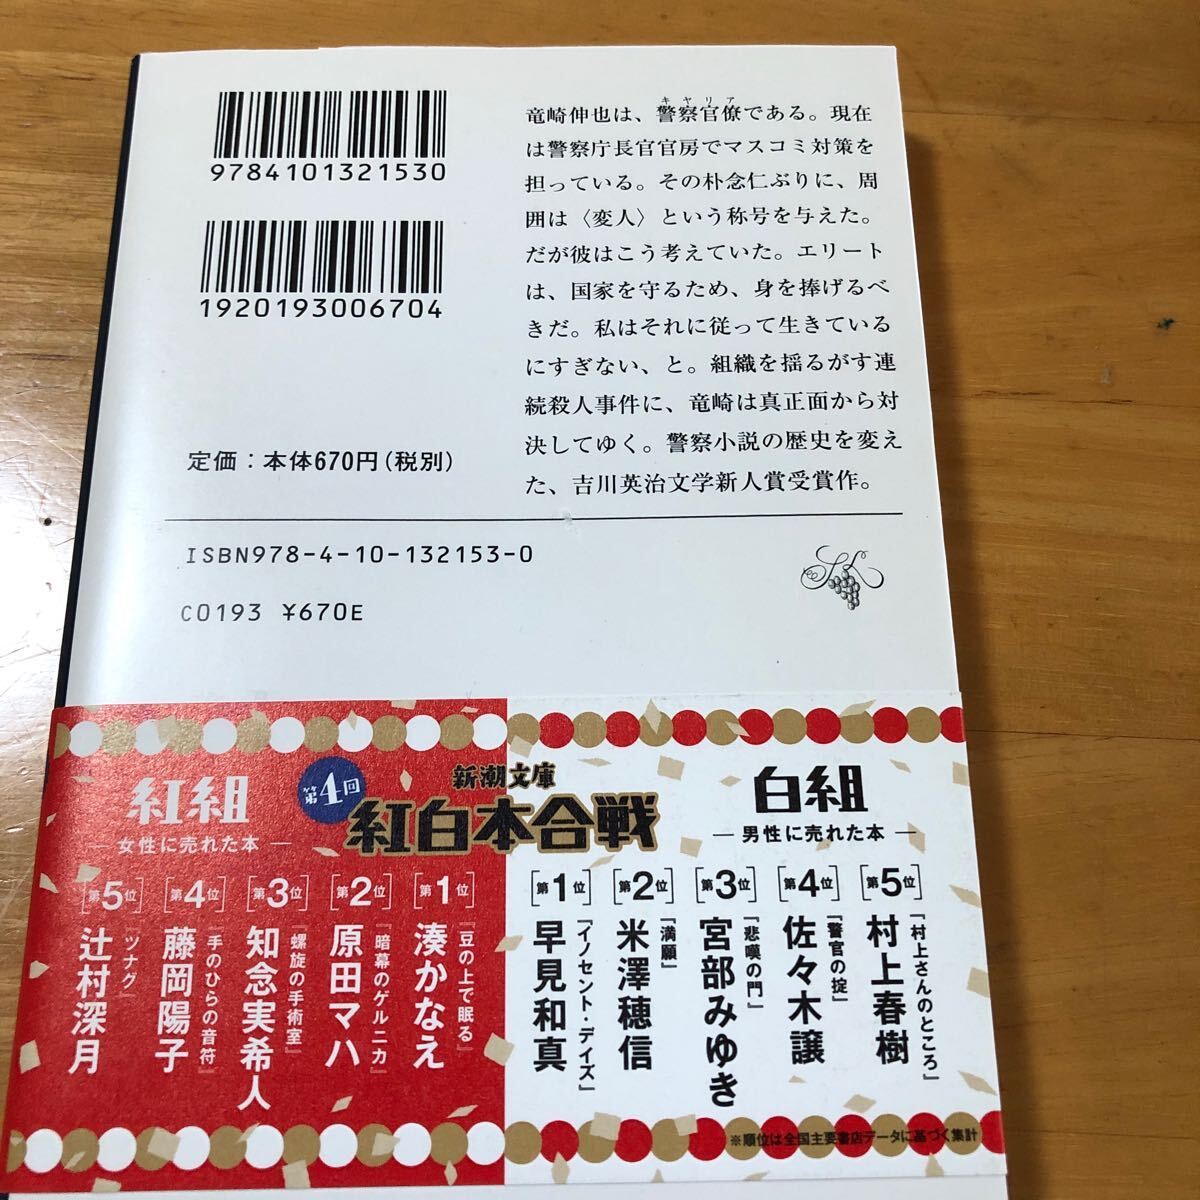 9784101321530
1920193006704
定価：本体670円（税別）
キャリア
竜崎伸也は、警察官僚である。現在
は警察庁長官官房でマスコミ対策を
担っている。その朴念仁ぶりに、周
囲は〈変人〉という称号を与えた。
だが彼はこう考えていた。エリート
は、国家を守るため、身を捧げるべ
きだ。私はそれに従って生きている
にすぎない、と。組織を揺るがす連
続殺人事件に、竜崎は真正面から対
決してゆく。警察小説の歴史を変え
た、吉川英治文学新人賞受賞作。
ISBN978-4-10-132153-0
C0193 ¥670E
第4回
新潮文庫
紅白本合戦
紅組
女性に売れた本
第1位
『豆の上で眠る』
湊かなえ
第2位
『暗幕のゲルニカ』
原田マハ
第3位
『螺旋の手術室』
知念実希人
第4位
『手のひらの音符』
藤岡陽子
第5位
『ツナグ』
辻村深月
白組
男性に売れた本
第1位
『イノセント・デイズ』
早見和真
第2位
『満願』
米澤穂信
第3位
『悲嘆の門』
宮部みゆき
第4位
『警官の掟』
佐々木譲
第5位
『村上さんのところ』
村上春樹
※順位は全国主要書店データに基づく集計